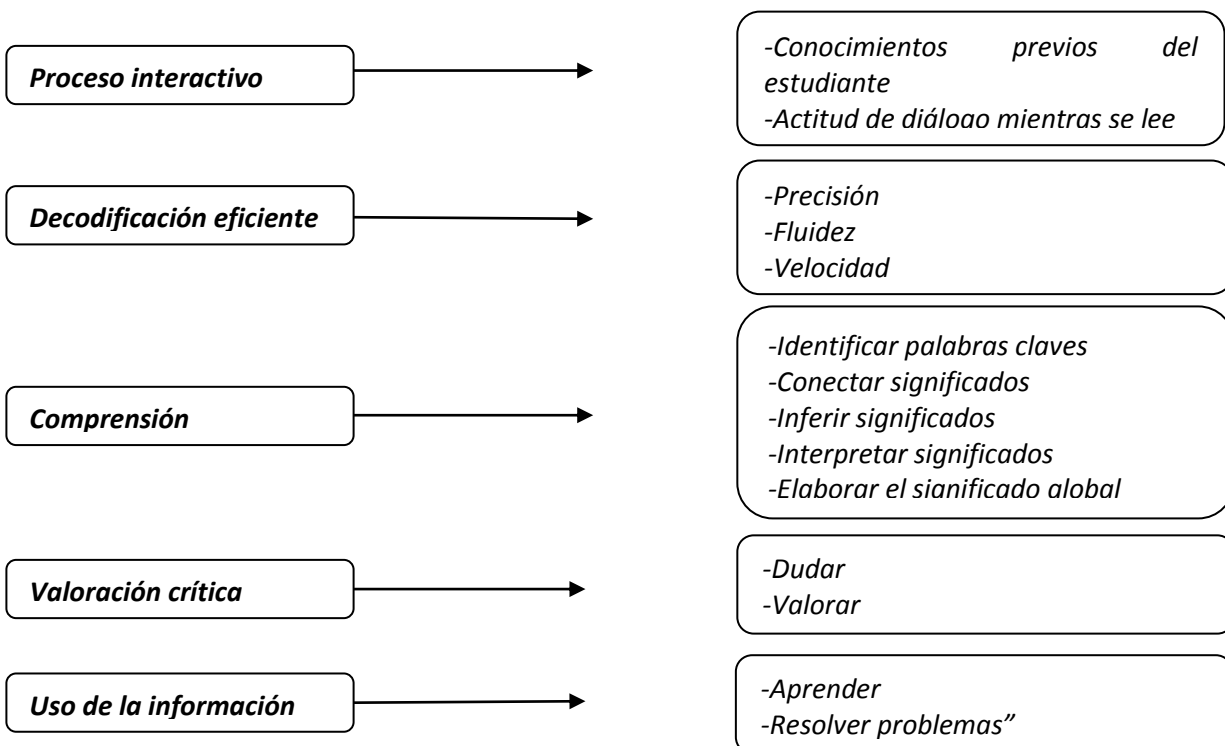 Proceso interactivo
-Conocimientos previos del
estudiante
-Actitud de diálogo mientras se lee
Decodificación eficiente
-Precisión
-Fluidez
-Velocidad
Comprensión
-Identificar palabras claves
-Conectar significados
-Inferir significados
-Interpretar significados
-Elaborar el significado global
Valoración crítica
-Dudar
-Valorar
Uso de la información
-Aprender
-Resolver problemas”